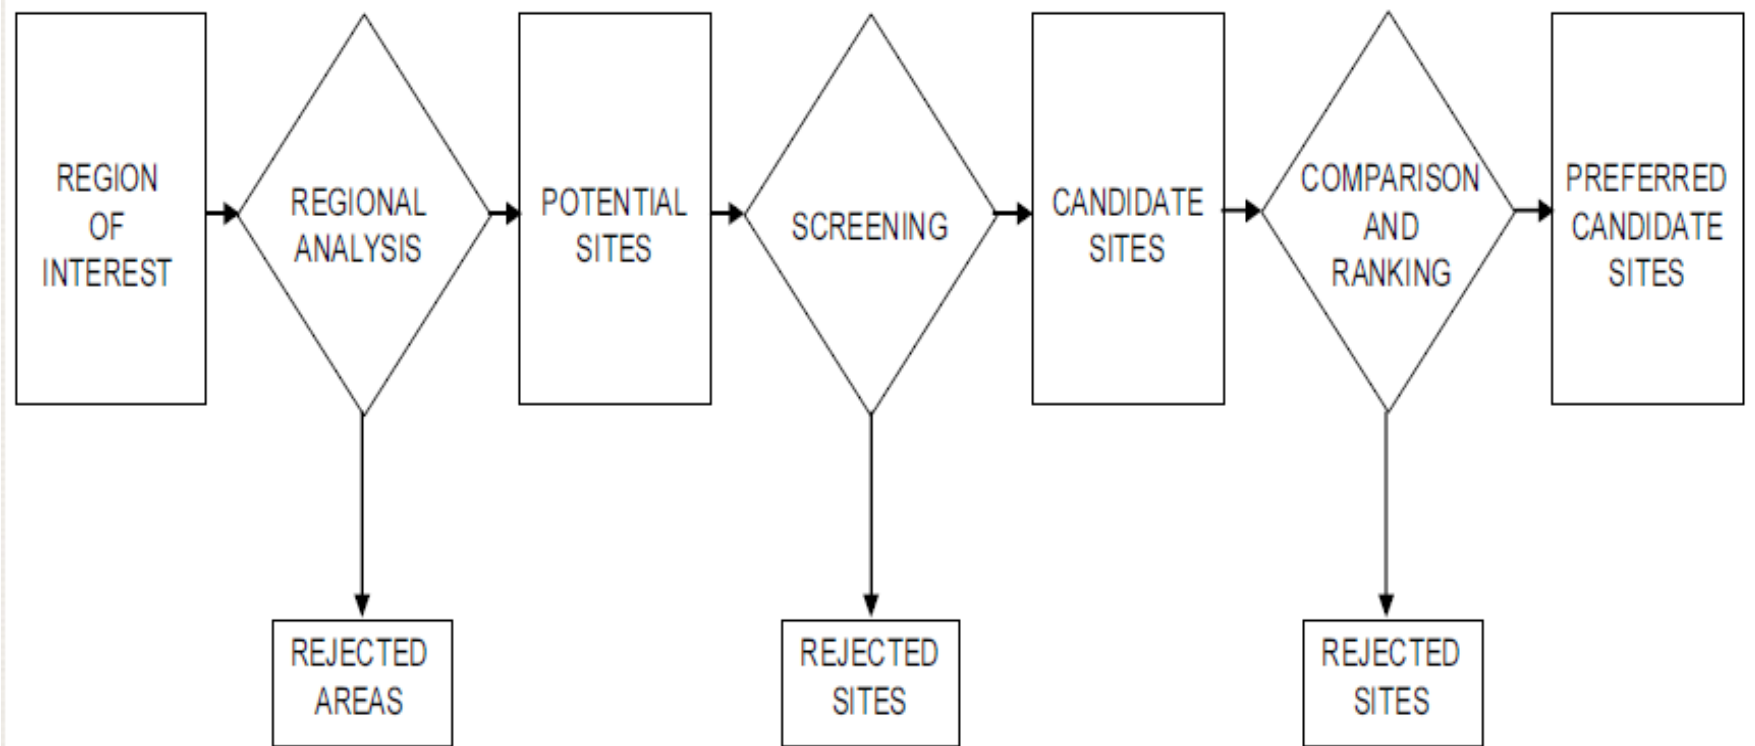 REGION
OF
INTEREST
REGIONAL
ANALYSIS
POTENTIAL
SITES
SCREENING
CANDIDATE
SITES
COMPARISON
AND
RANKING
PREFERRED
CANDIDATE
SITES
REJECTED
AREAS
REJECTED
SITES
REJECTED
SITES